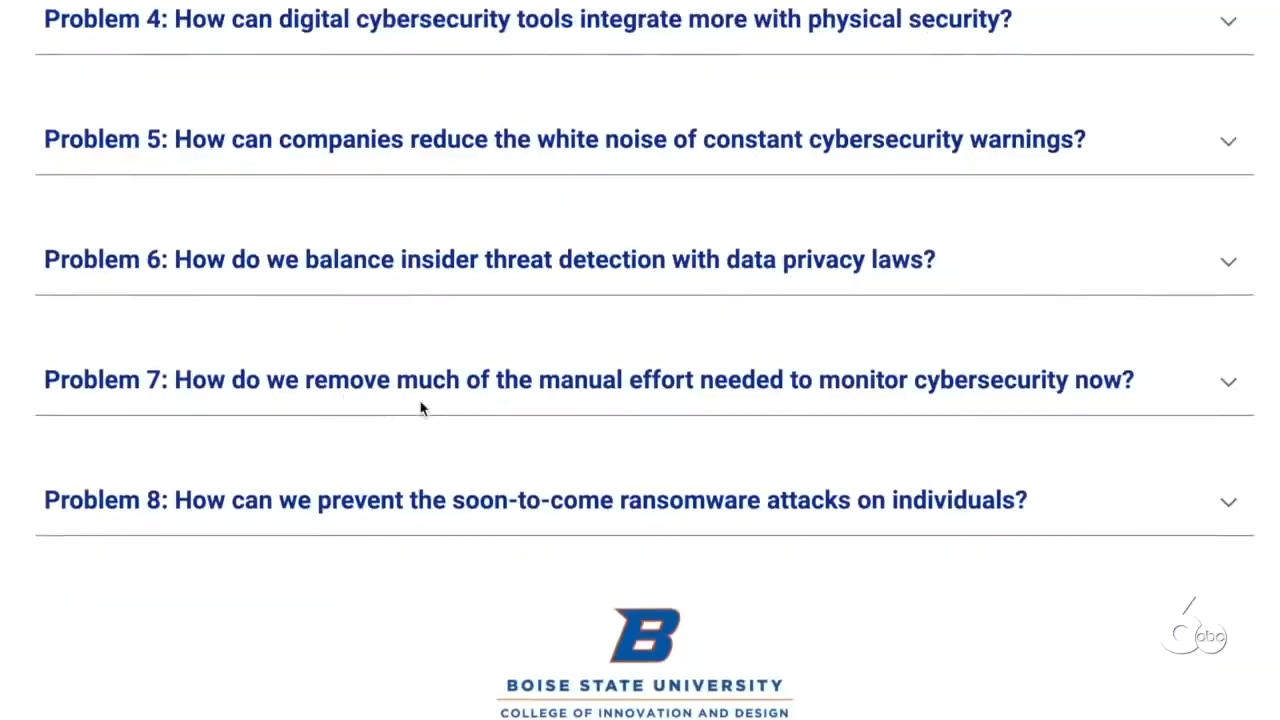 Problem 4: How can digital cybersecurity tools integrate more with physical security?
Problem 5: How can companies reduce the white noise of constant cybersecurity warnings?
Problem 6: How do we balance insider threat detection with data privacy laws?
Problem 7: How do we remove much of the manual effort needed to monitor cybersecurity now?
Problem 8: How can we prevent the soon-to-come ransomware attacks on individuals?
B
6
abc
BOISE STATE UNIVERSITY
COLLEGE OF INNOVATION AND DESIGN